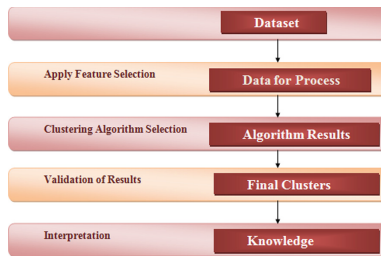 Dataset
Apply Feature Selection
Data for Process
Clustering Algorithm Selection
Algorithm Results
Validation of Results
Final Clusters
Interpretation
Knowledge